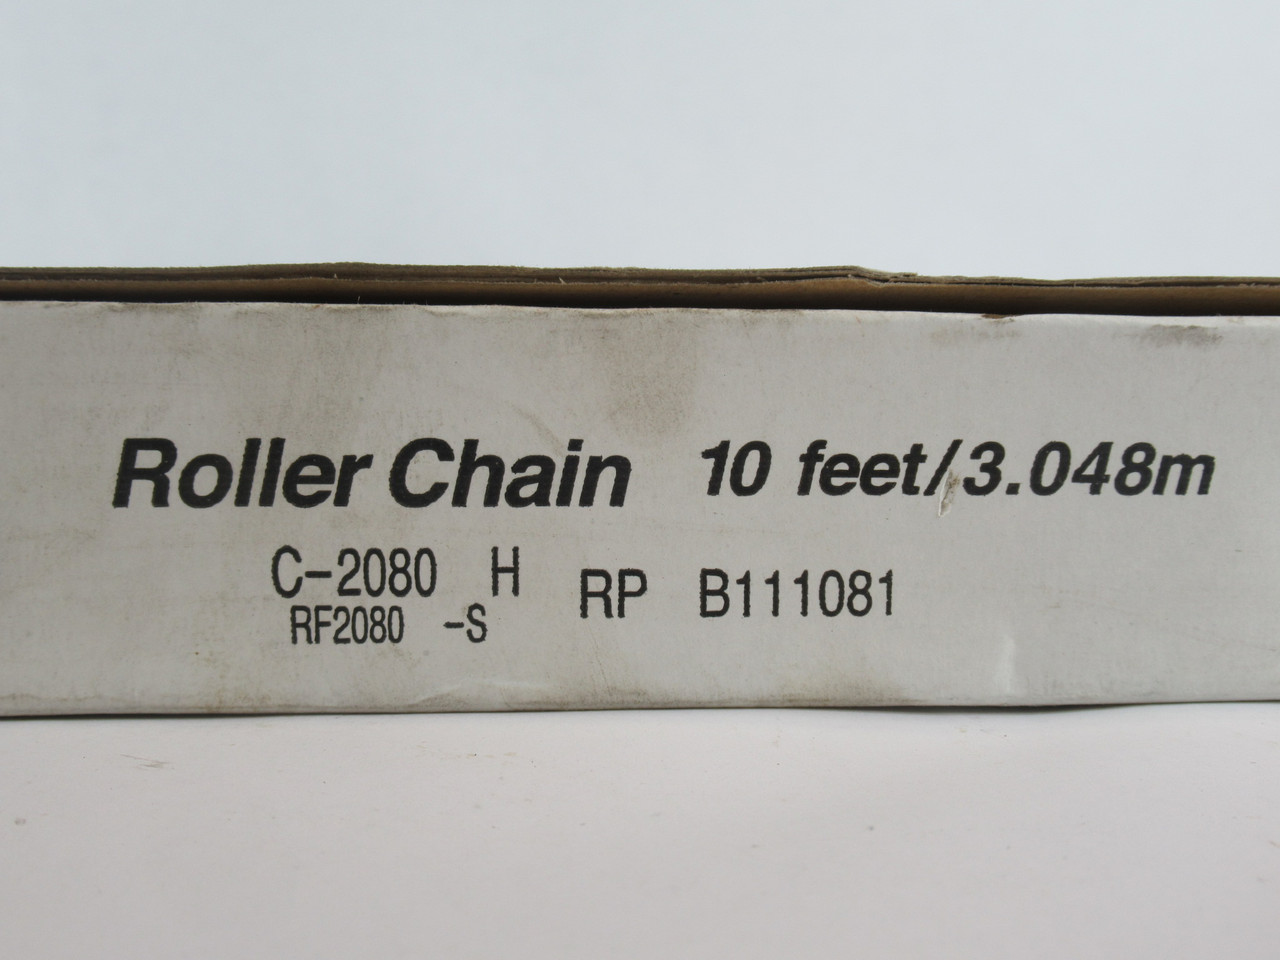 Roller Chain 10 feet/3.048m
C-2080 H RP B111081
RF2080 -S